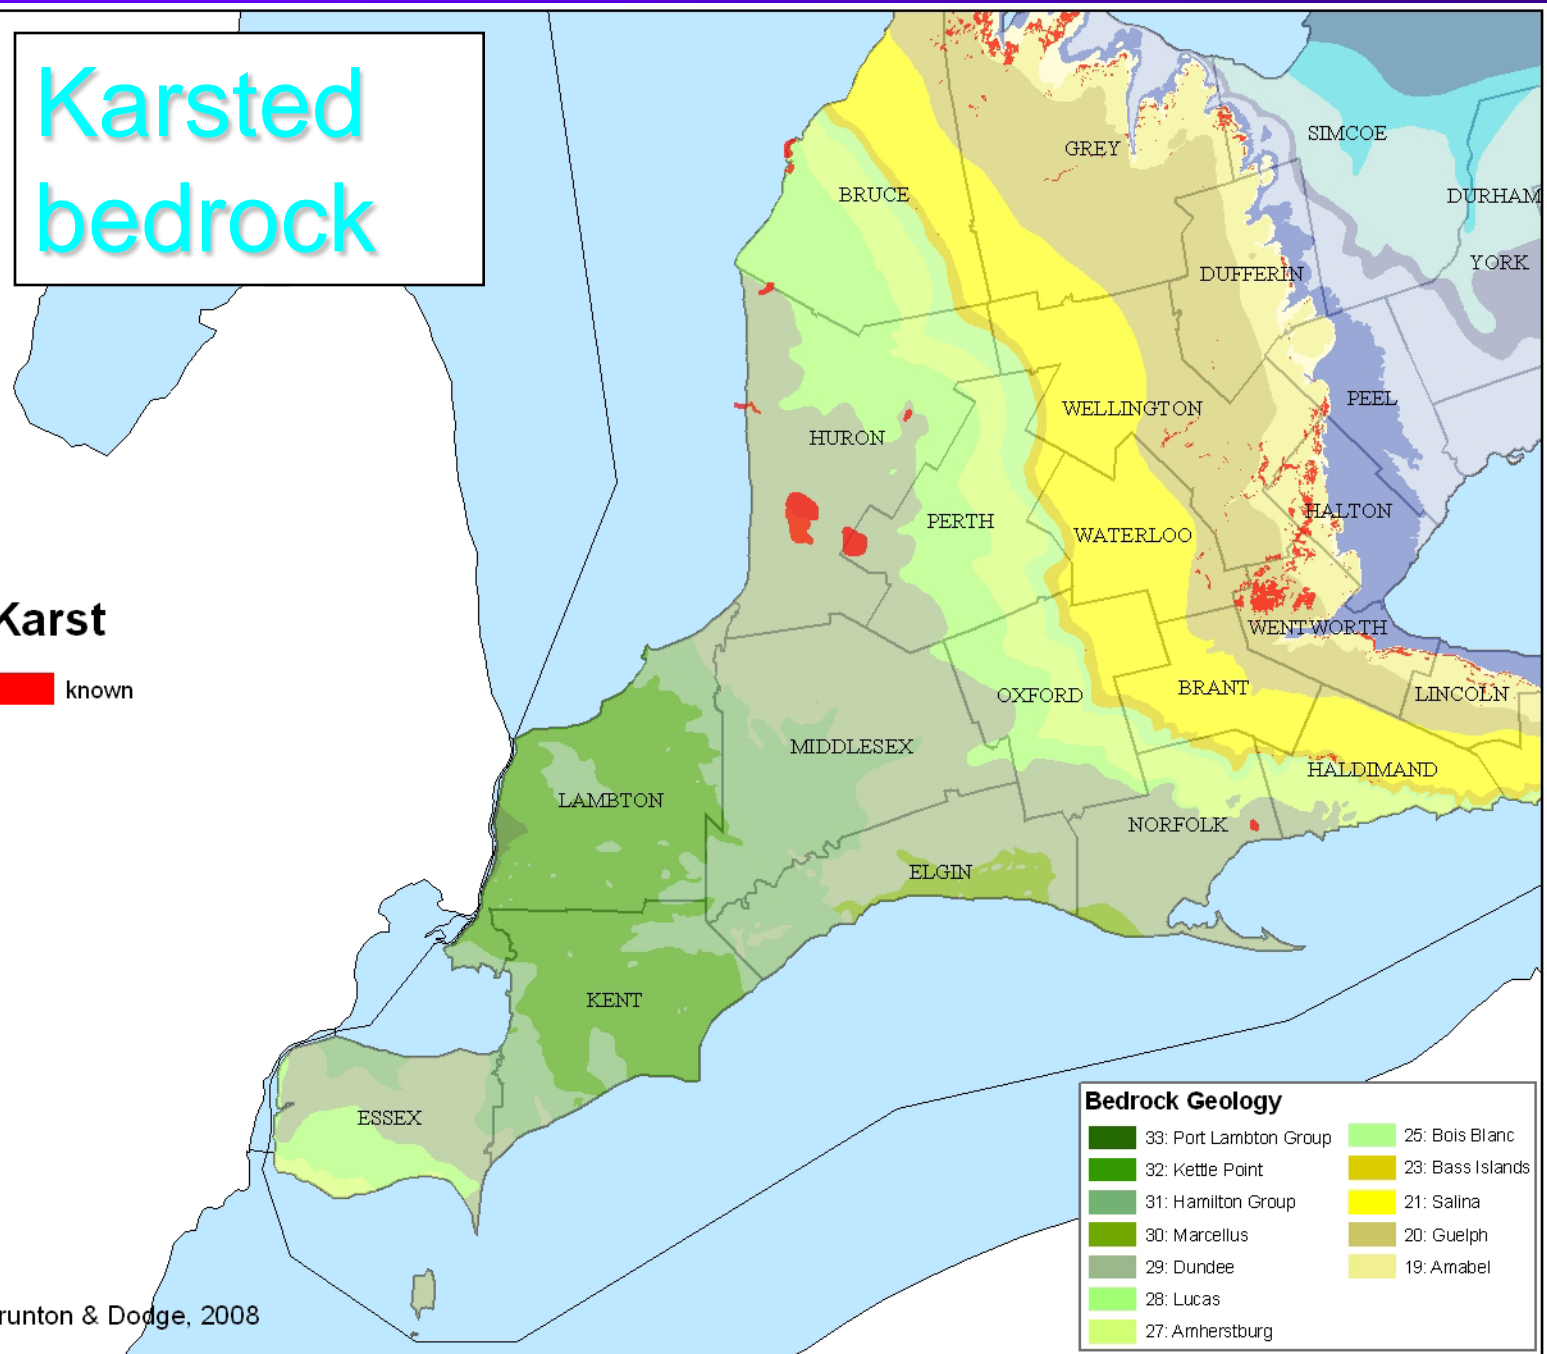 Karsted
bedrock
Karst
known
GREY
SIMCOE
BRUCE
DURHAM
YORK
DUFFERIN
PEEL
WELLINGTON
HURON
HALTON
PERTH
WATERLOO
WENTWORTH
OXFORD
BRANT
LINCOLN
MIDDLESEX
HALDIMAND
LAMBTON
NORFOLK
ELGIN
KENT
ESSEX
Bedrock Geology
33: Port Lambton Group
32: Kettle Point
31: Hamilton Group
30: Marcellus
29: Dundee
28: Lucas
27: Amherstburg
25: Bois Blanc
23: Bass Islands
21: Salina
20: Guelph
19: Amabel
runton & Dodge, 2008